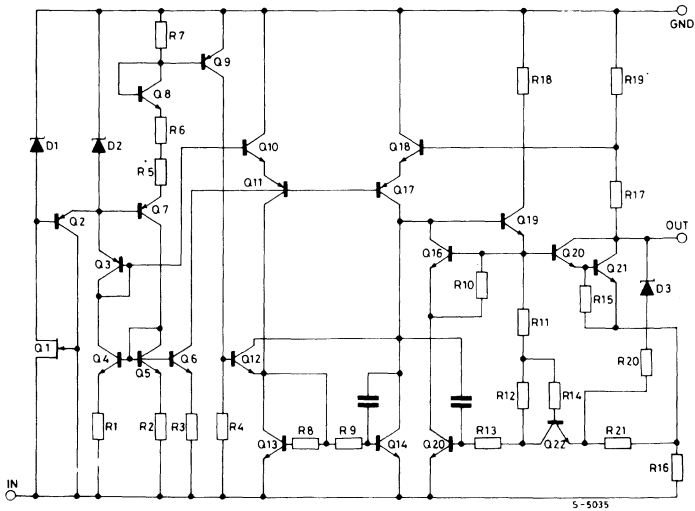 GND
R7
Q9
Q8
R18
R19
D1
D2
R6
Q10
Q18
R5
Q11
Q17
R17
Q2
Q7
Q19
OUT
Q3
Q16
Q20
Q21
R10
R15
D3
R11
Q1
Q4
Q5
Q6
Q12
R20
R12
R14
R1
R2
R3
R4
Q13
R8
R9
Q14
Q20
R13
Q22
R21
R16
IN
S-5035